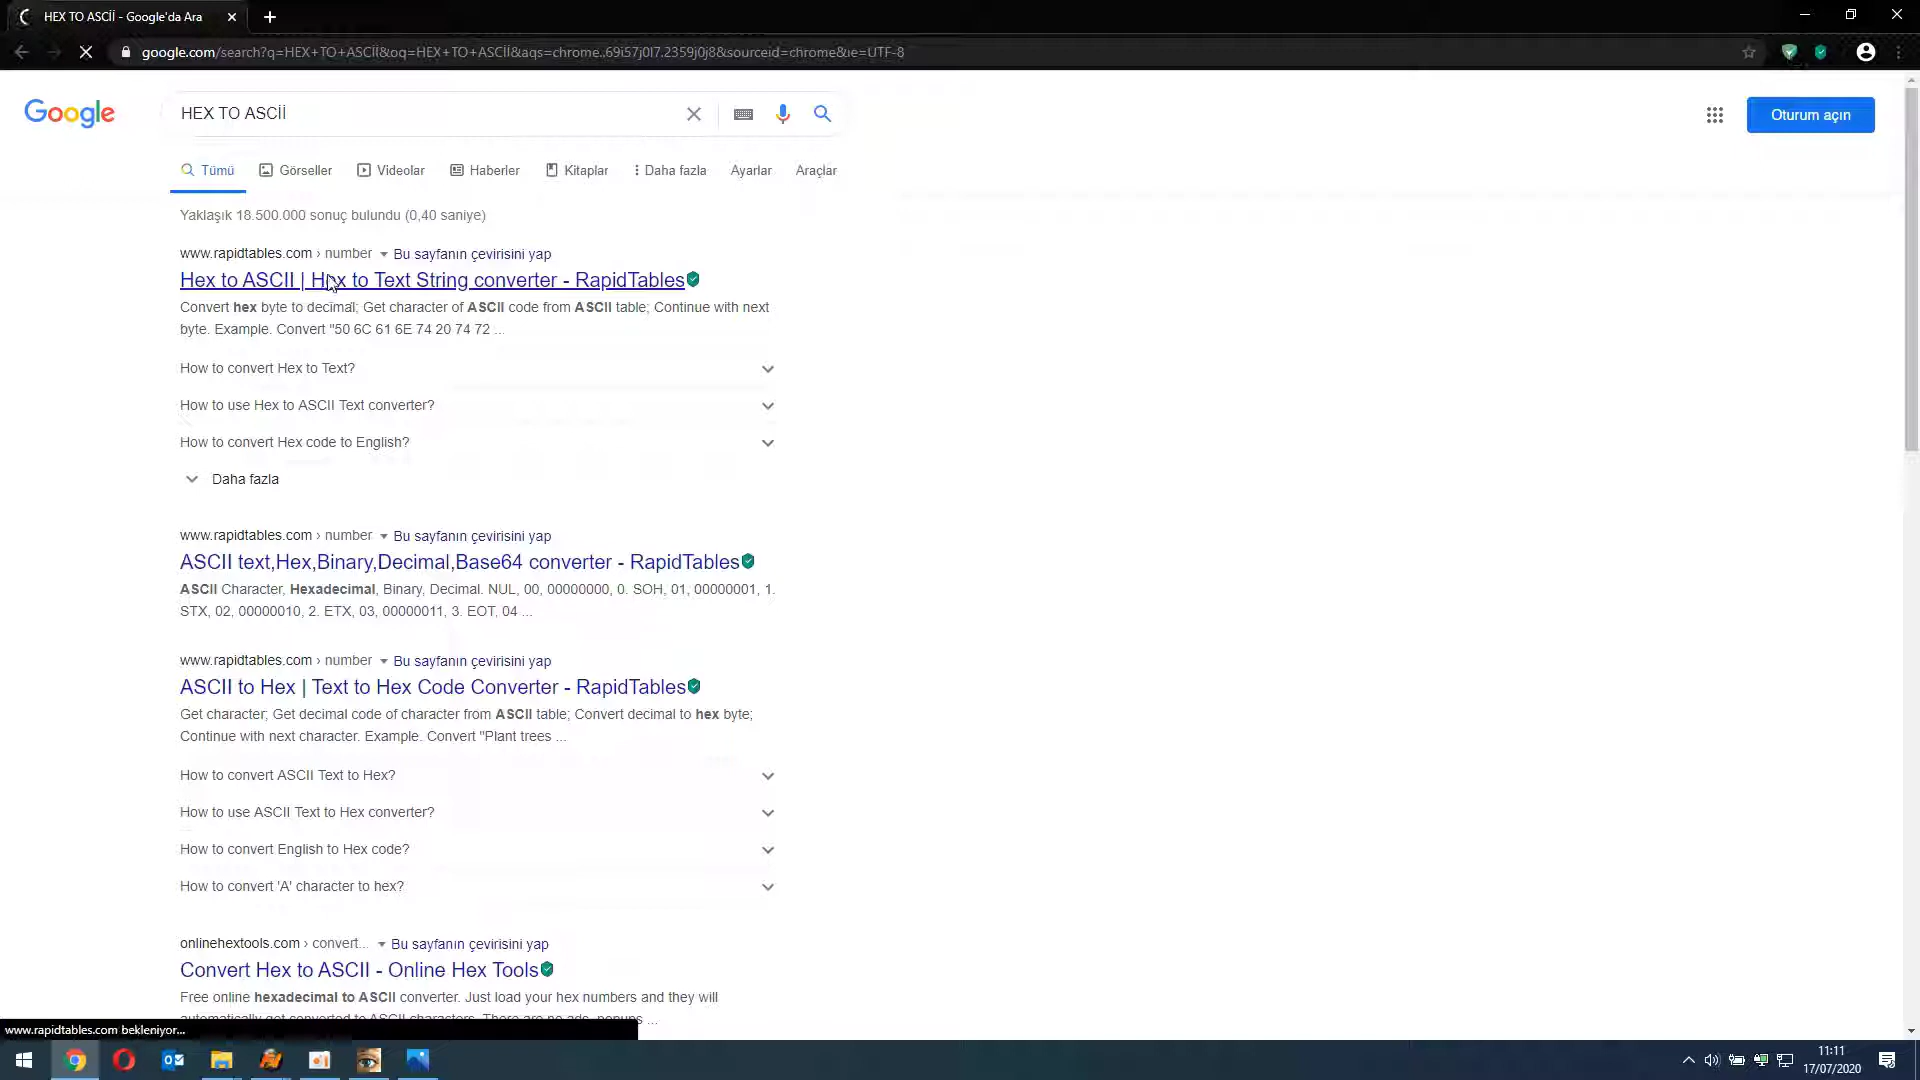 HEX TO ASCİİ - Google'da Ara
google.com/search?q=HEX+TO+ASCİİ&oq=HEX+TO+ASCİİ&aqs=chrome..69i57j0l7.2359j0j8&sourceid=chrome&ie=UTF-8
Google
HEX TO ASCİİ
Oturum açın
Tümü Görseller Videolar Haberler Kitaplar Daha fazla Ayarlar Araçlar
Yaklaşık 18.500.000 sonuç bulundu (0,40 saniye)
www.rapidtables.com › number Bu sayfanın çevirisini yap
Hex to ASCII | Hex to Text String converter - RapidTables
Convert hex byte to decimal; Get character of ASCII code from ASCII table; Continue with next
byte. Example. Convert "50 6C 61 6E 74 20 74 72 ...
How to convert Hex to Text?
How to use Hex to ASCII Text converter?
How to convert Hex code to English?
Daha fazla
www.rapidtables.com › number Bu sayfanın çevirisini yap
ASCII text,Hex,Binary,Decimal,Base64 converter - RapidTables
ASCII Character, Hexadecimal, Binary, Decimal. NUL, 00, 00000000, 0. SOH, 01, 00000001, 1.
STX, 02, 00000010, 2. ETX, 03, 00000011, 3. EOT, 04 ...
www.rapidtables.com › number Bu sayfanın çevirisini yap
ASCII to Hex | Text to Hex Code Converter - RapidTables
Get character; Get decimal code of character from ASCII table; Convert decimal to hex byte;
Continue with next character. Example. Convert "Plant trees ...
How to convert ASCII Text to Hex?
How to use ASCII Text to Hex converter?
How to convert English to Hex code?
How to convert 'A' character to hex?
onlinehextools.com › convert... Bu sayfanın çevirisini yap
Convert Hex to ASCII - Online Hex Tools
Free online hexadecimal to ASCII converter. Just load your hex numbers and they will
automatically get converted to ASCII characters. There are no ads, popups ...
www.rapidtables.com bekleniyor...
11:11
17/07/2020